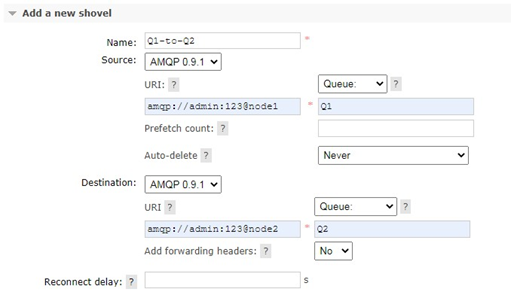 Add a new shovel
Name: Q1-to-Q2 *
Source: AMQP 0.9.1
URI: ? Queue: ?
amqp://admin:123@node1 * Q1
Prefetch count: ?
Auto-delete ? Never
Destination: AMQP 0.9.1
URI ? Queue: ?
amqp://admin:123@node2 * Q2
Add forwarding headers: ? No
Reconnect delay: ? s